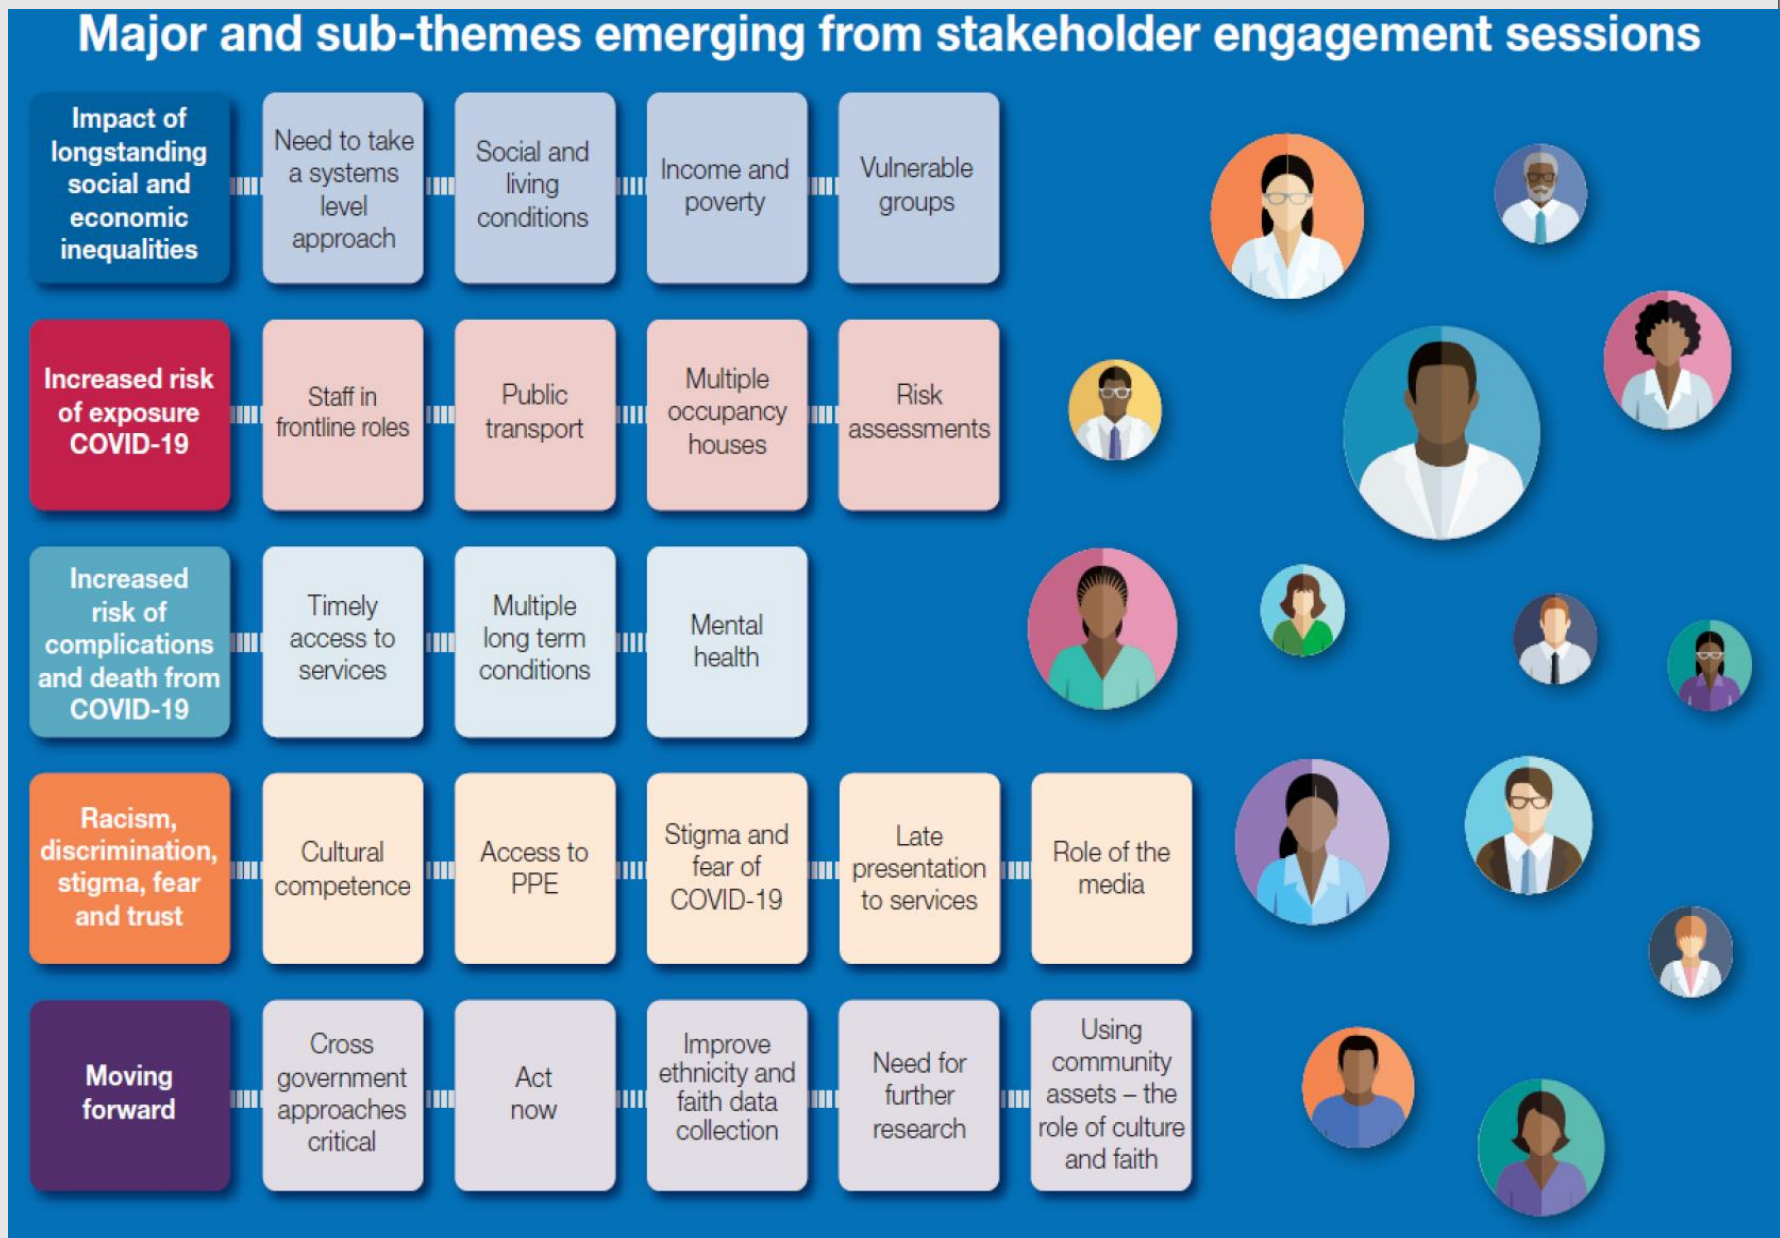 Major and sub-themes emerging from stakeholder engagement sessions
Impact of
longstanding
social and
economic
inequalities
Need to take
a systems
level
approach
Social and
living
conditions
Income and
poverty
Vulnerable
groups
Increased risk
of exposure
COVID-19
Staff in
frontline roles
Public
transport
Multiple
occupancy
houses
Risk
assessments
Increased
risk of
complications
and death from
COVID-19
Timely
access to
services
Multiple
long term
conditions
Mental
health
Racism,
discrimination,
stigma, fear
and trust
Cultural
competence
Access to
PPE
Stigma and
fear of
COVID-19
Late
presentation
to services
Role of the
media
Moving
forward
Cross
government
approaches
critical
Act
now
Improve
ethnicity and
faith data
collection
Need for
further
research
Using
community
assets – the
role of culture
and faith